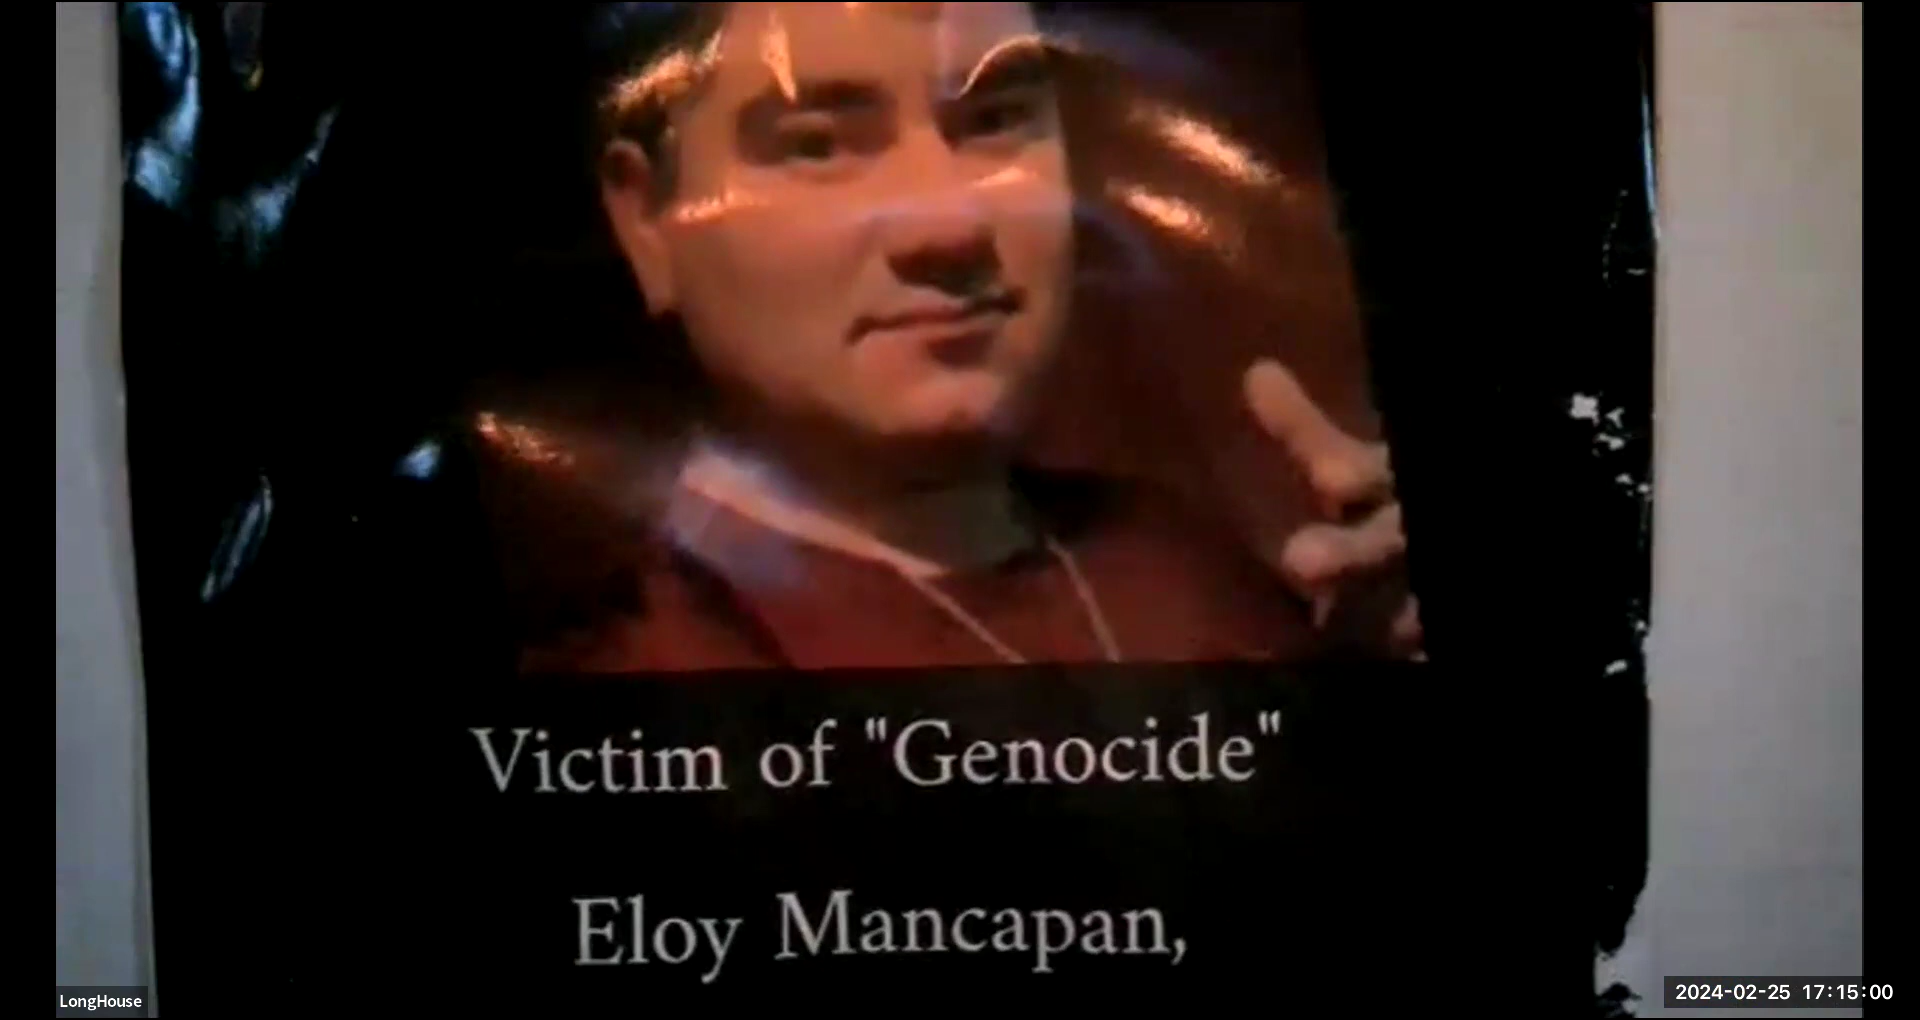 Victim of "Genocide"
Eloy Mancapan,
LongHouse
2024-02-25 17:15:00